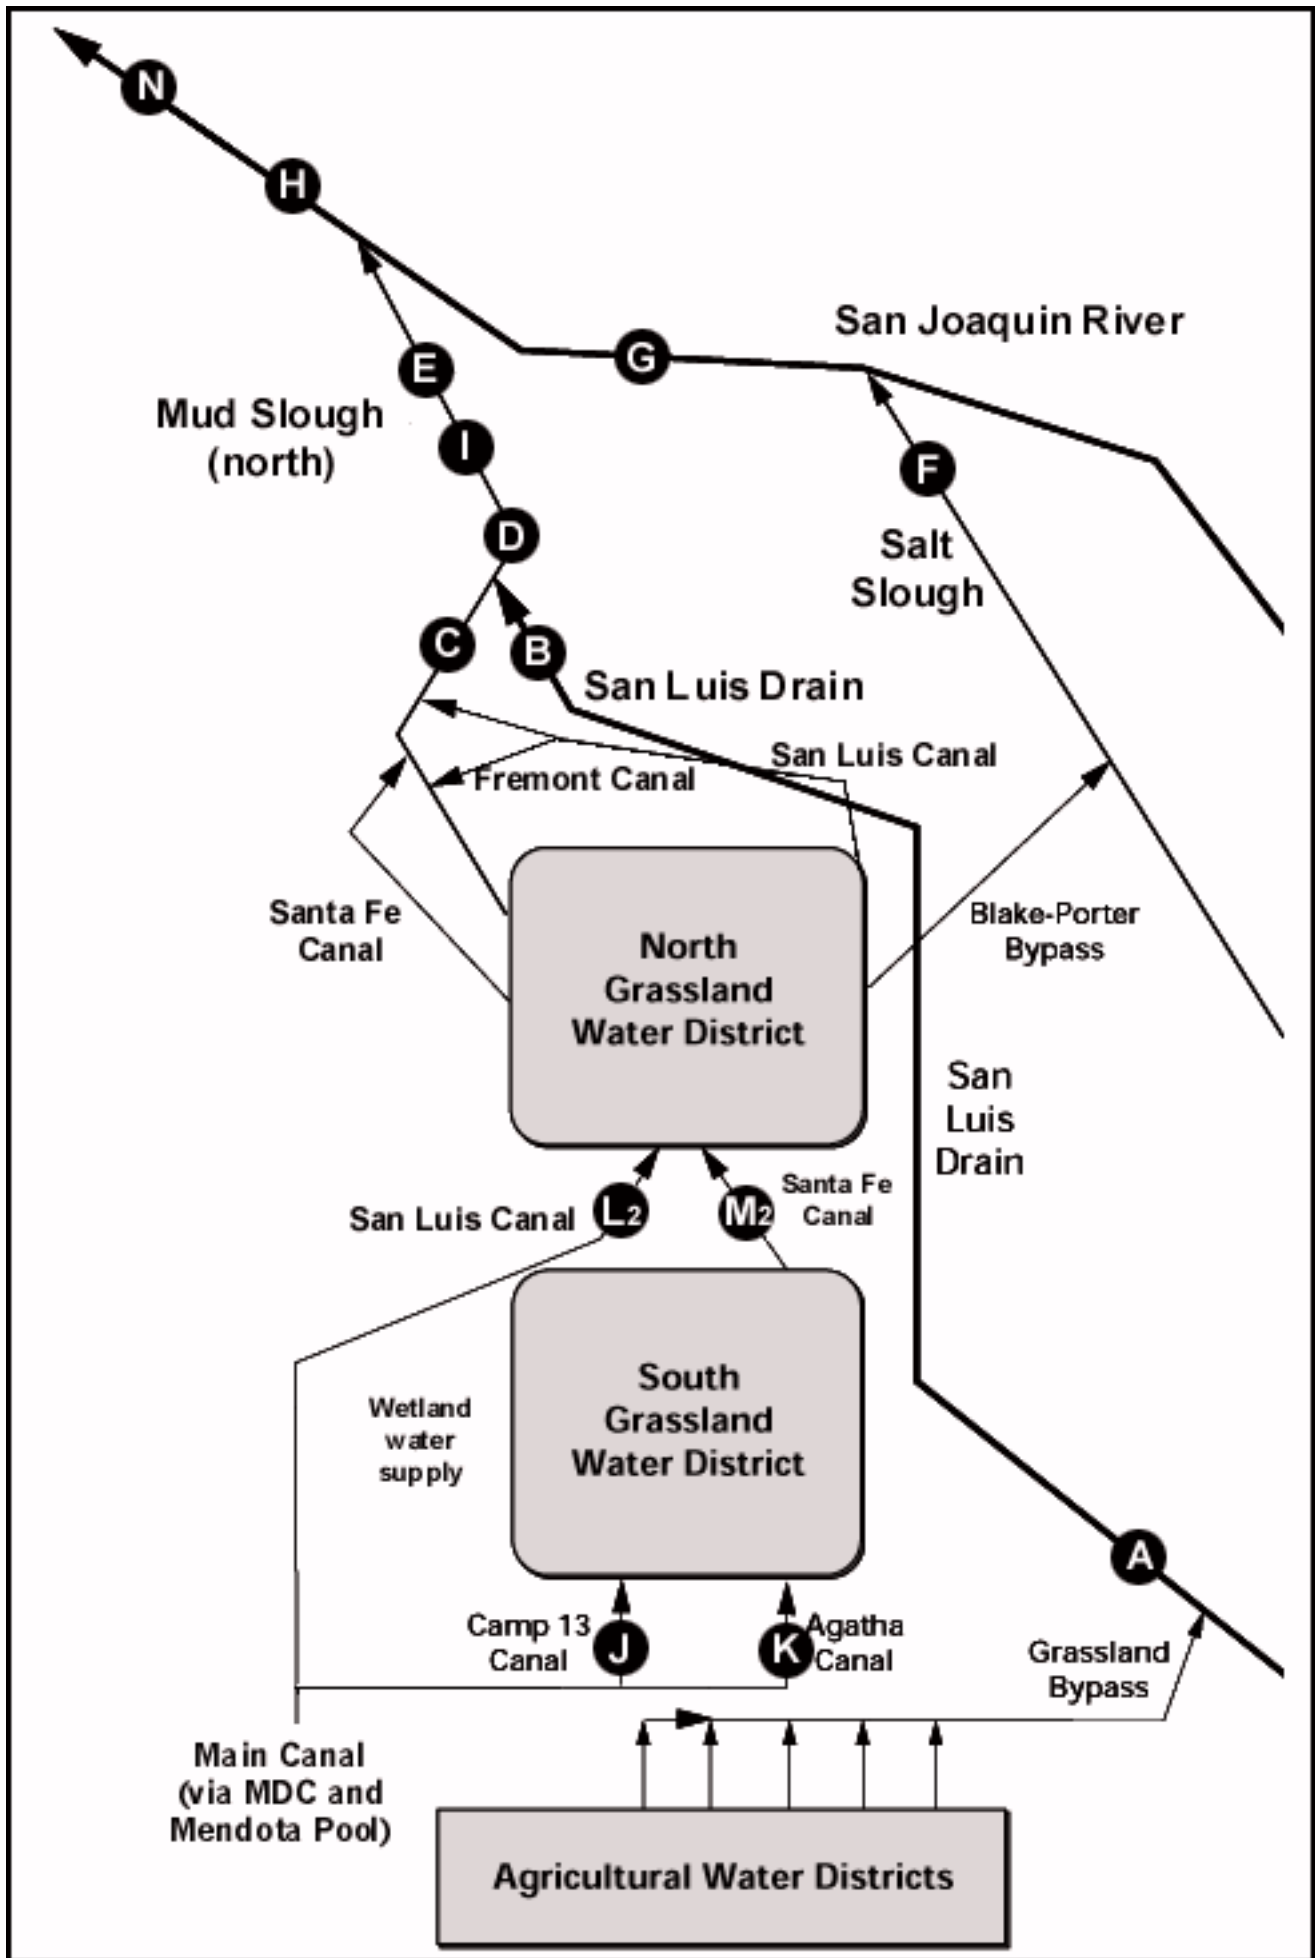 N
H
San Joaquin River
G
E
Mud Slough
(north)
I
F
D
Salt
Slough
C
B
San Luis Drain
San Luis Canal
Fremont Canal
Santa Fe
Canal
Blake-Porter
Bypass
North
Grassland
Water District
San
Luis
Drain
San Luis Canal
L2
M2
Santa Fe
Canal
South
Grassland
Water District
Wetland
water
supply
A
Camp 13
Canal
J
K
Agatha
Canal
Grassland
Bypass
Main Canal
(via MDC and
Mendota Pool)
Agricultural Water Districts